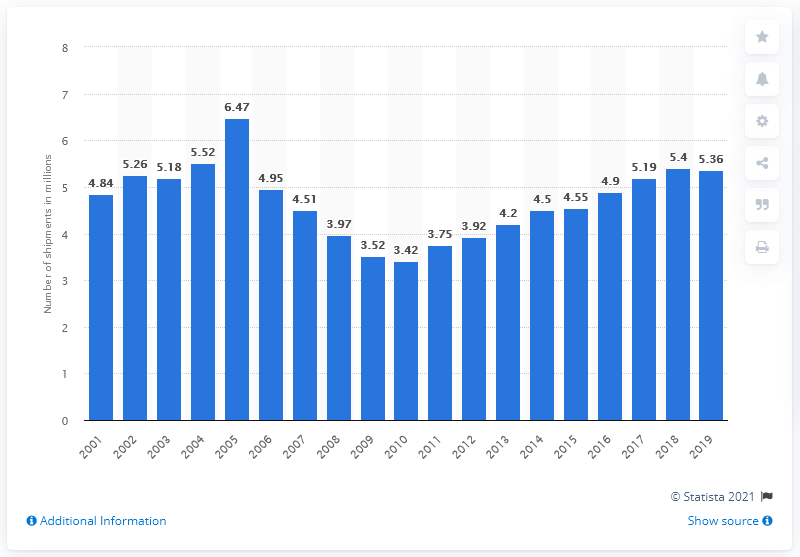 8
7
6
5
4
3
2
1
0
Number of shipments in millions
4.84 5.26 5.18 5.52 6.47 4.95 4.51 3.97 3.52 3.42 3.75 3.92 4.2 4.5 4.55 4.9 5.19 5.4 5.36
2001 2002 2003 2004 2005 2006 2007 2008 2009 2010 2011 2012 2013 2014 2015 2016 2017 2018 2019
© Statista 2021
Additional Information
Show source